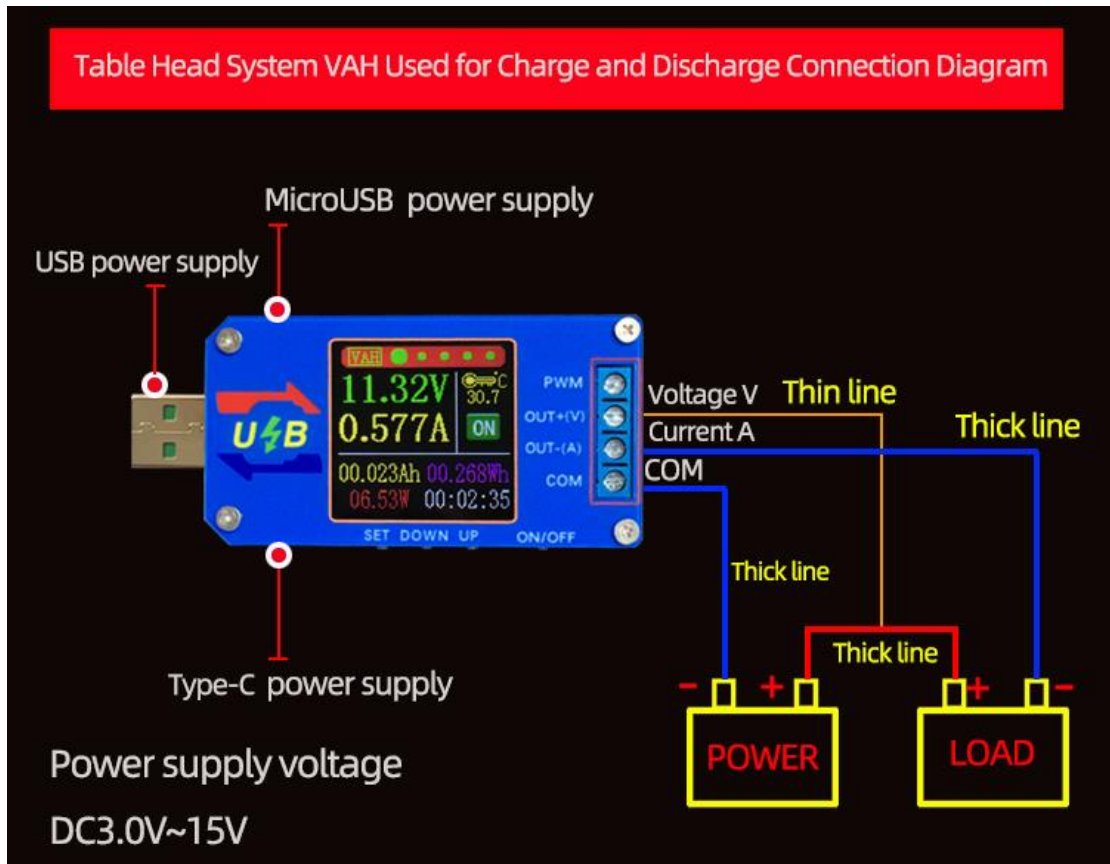 Table Head System VAH Used for Charge and Discharge Connection Diagram
MicroUSB power supply
USB power supply
VAH
11.32V
°C
30.7
0.577A
ON
00.023Ah 00.268Wh
06.53W 00:02:35
USB
PWM
OUT+(V)
OUT-(A)
COM
SET DOWN UP ON/OFF
Voltage V Thin line
Current A Thick line
COM
Thick line
Thick line
- + + -
POWER LOAD
Type-C power supply
Power supply voltage
DC3.0V~15V